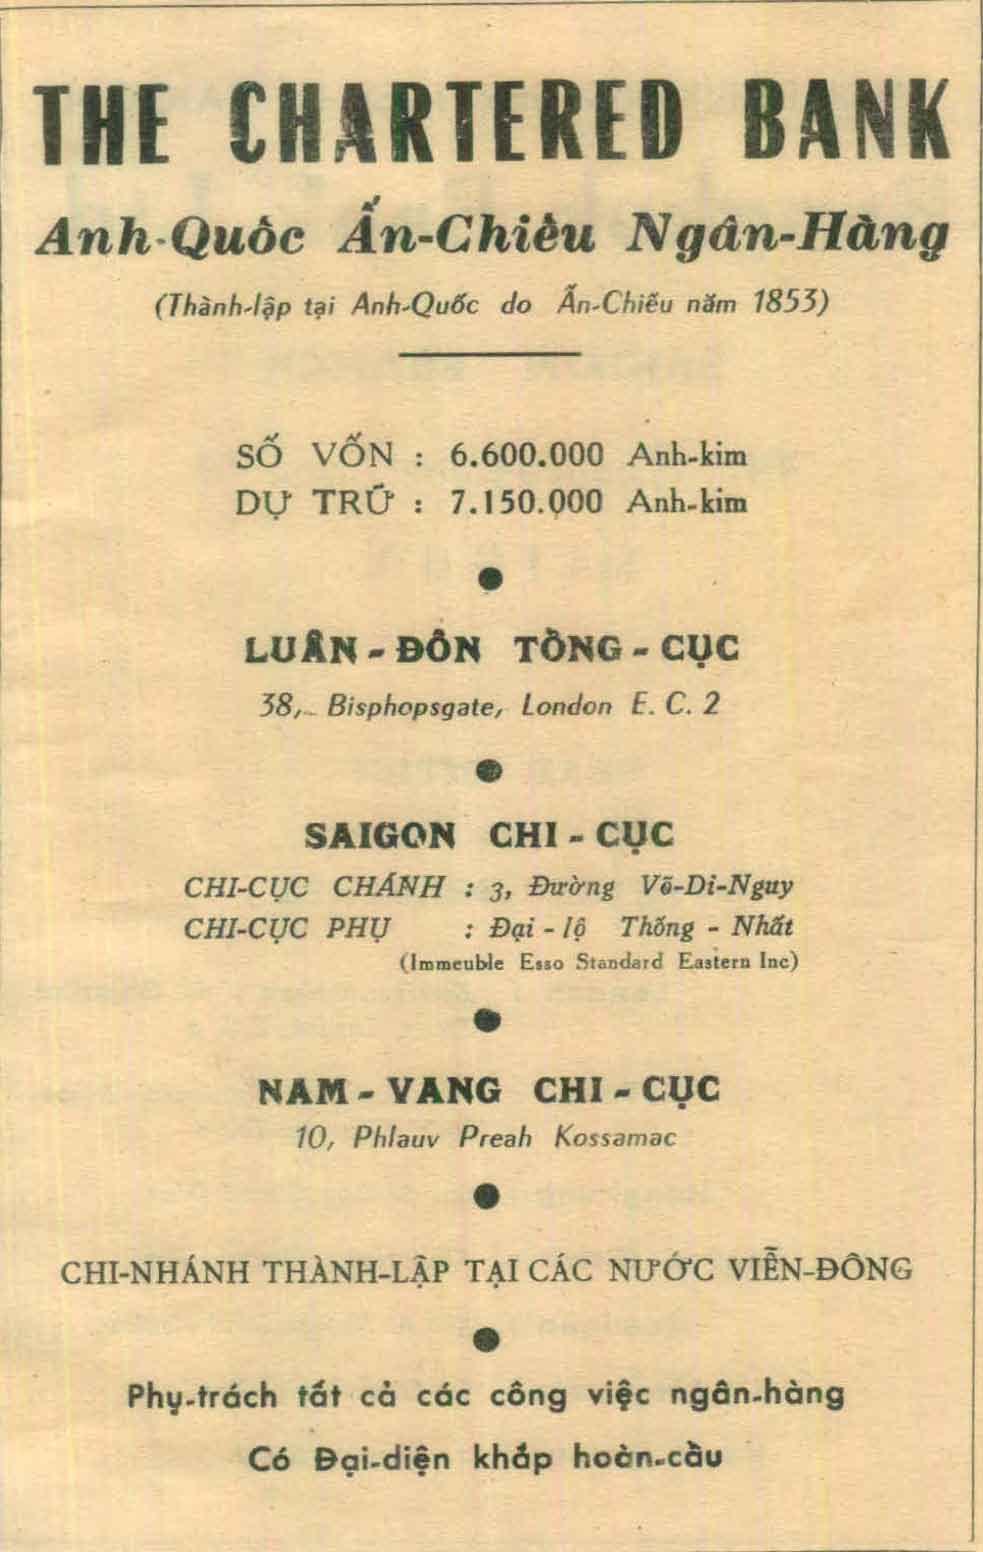 THE CHARTERED BANK
Anh-Quốc Ấn-Chiếu Ngân-Hàng
(Thành-lập tại Anh-Quốc do Ấn-Chiếu năm 1853)
SỐ VỐN : 6.600.000 Anh-kim
DỰ TRỮ : 7.150.000 Anh-kim
LUÂN - ĐÔN TỔNG - CỤC
38, Bisphopsgate, London E. C. 2
SAIGON CHI - CỤC
CHI-CỤC CHÁNH : 3, Đường Võ-Di-Nguy
CHI-CỤC PHỤ : Đại - lộ Thống - Nhất
(Immeuble Esso Standard Eastern Inc)
NAM - VANG CHI - CỤC
10, Phlauv Preah Kossamac
CHI-NHÁNH THÀNH-LẬP TẠI CÁC NƯỚC VIỄN-ĐÔNG
Phụ-trách tất cả các công việc ngân-hàng
Có Đại-diện khắp hoàn-cầu